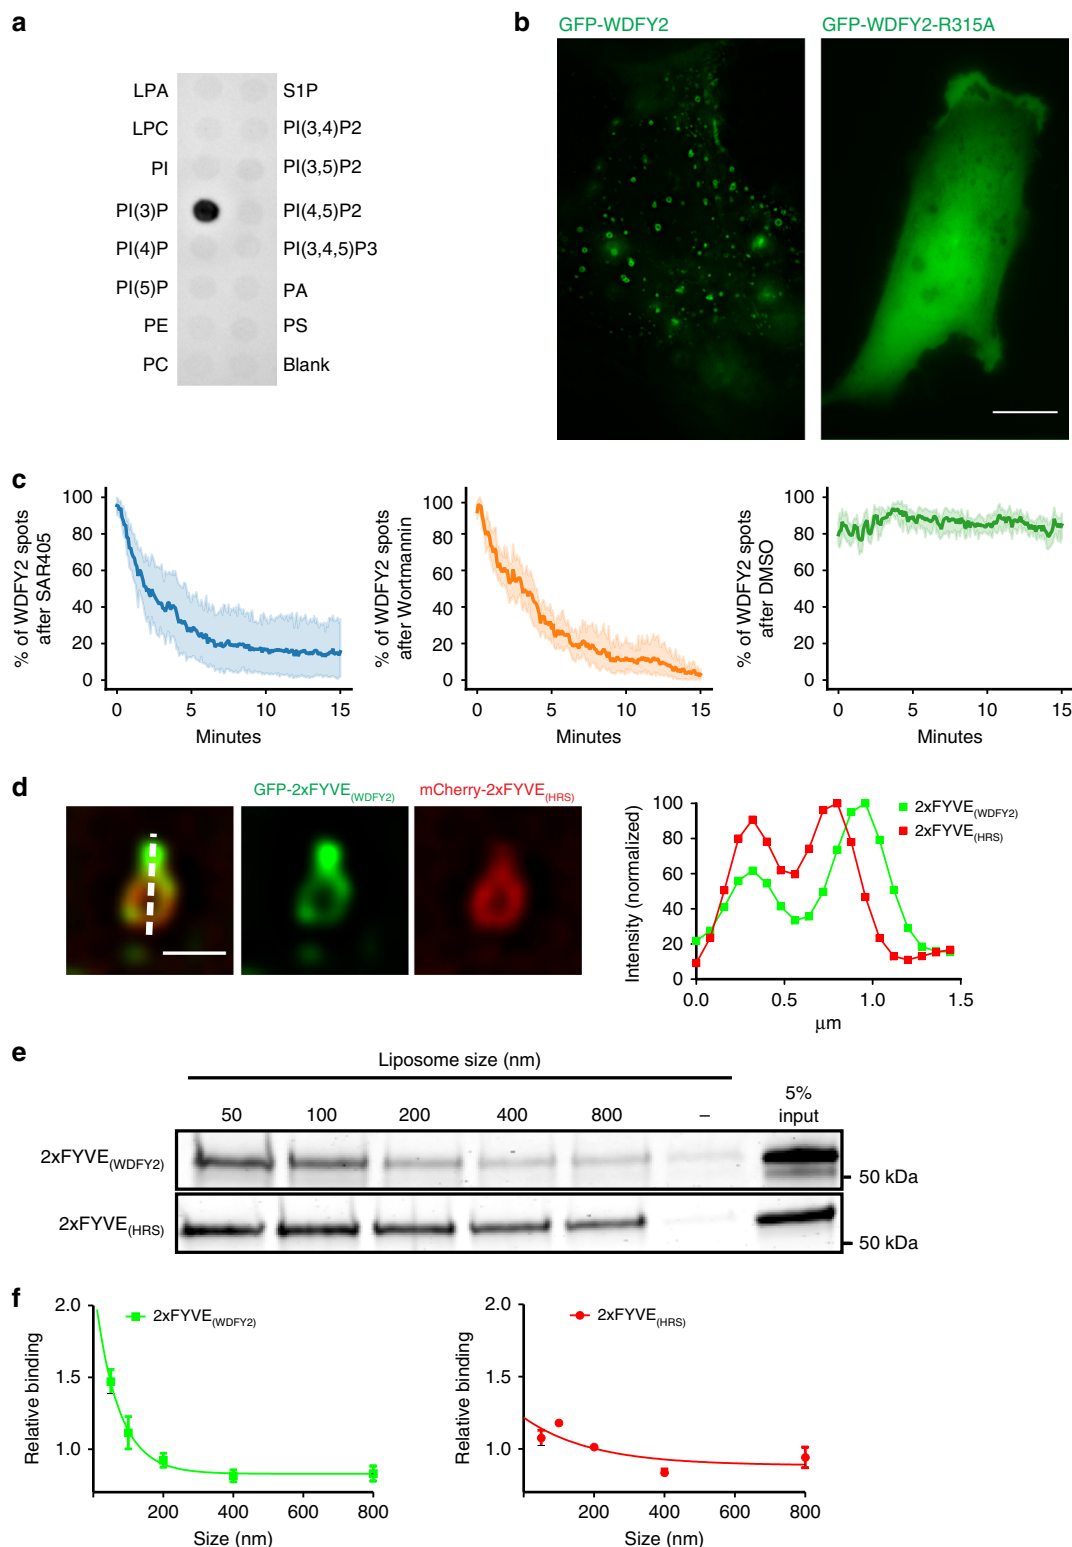 a
LPA
LPC
PI
PI(3)P
PI(4)P
PI(5)P
PE
PC
S1P
PI(3,4)P2
PI(3,5)P2
PI(4,5)P2
PI(3,4,5)P3
PA
PS
Blank
b
GFP-WDFY2
GFP-WDFY2-R315A
c
% of WDFY2 spots
after SAR405
100
80
60
40
20
0
0 5 10 15
Minutes
% of WDFY2 spots
after Wortmannin
100
80
60
40
20
0
0 5 10 15
Minutes
% of WDFY2 spots
after DMSO
100
80
60
40
20
0
0 5 10 15
Minutes
d
GFP-2xFYVE(WDFY2)
mCherry-2xFYVE(HRS)
Intensity (normalized)
100
80
60
40
20
0
0.0 0.5 1.0 1.5
μm
2xFYVE(WDFY2)
2xFYVE(HRS)
e
Liposome size (nm)
50 100 200 400 800 –
5%
input
2xFYVE(WDFY2)
50 kDa
2xFYVE(HRS)
50 kDa
f
Relative binding
2.0
1.5
1.0
200 400 600 800
Size (nm)
2xFYVE(WDFY2)
Relative binding
2.0
1.5
1.0
200 400 600 800
Size (nm)
2xFYVE(HRS)